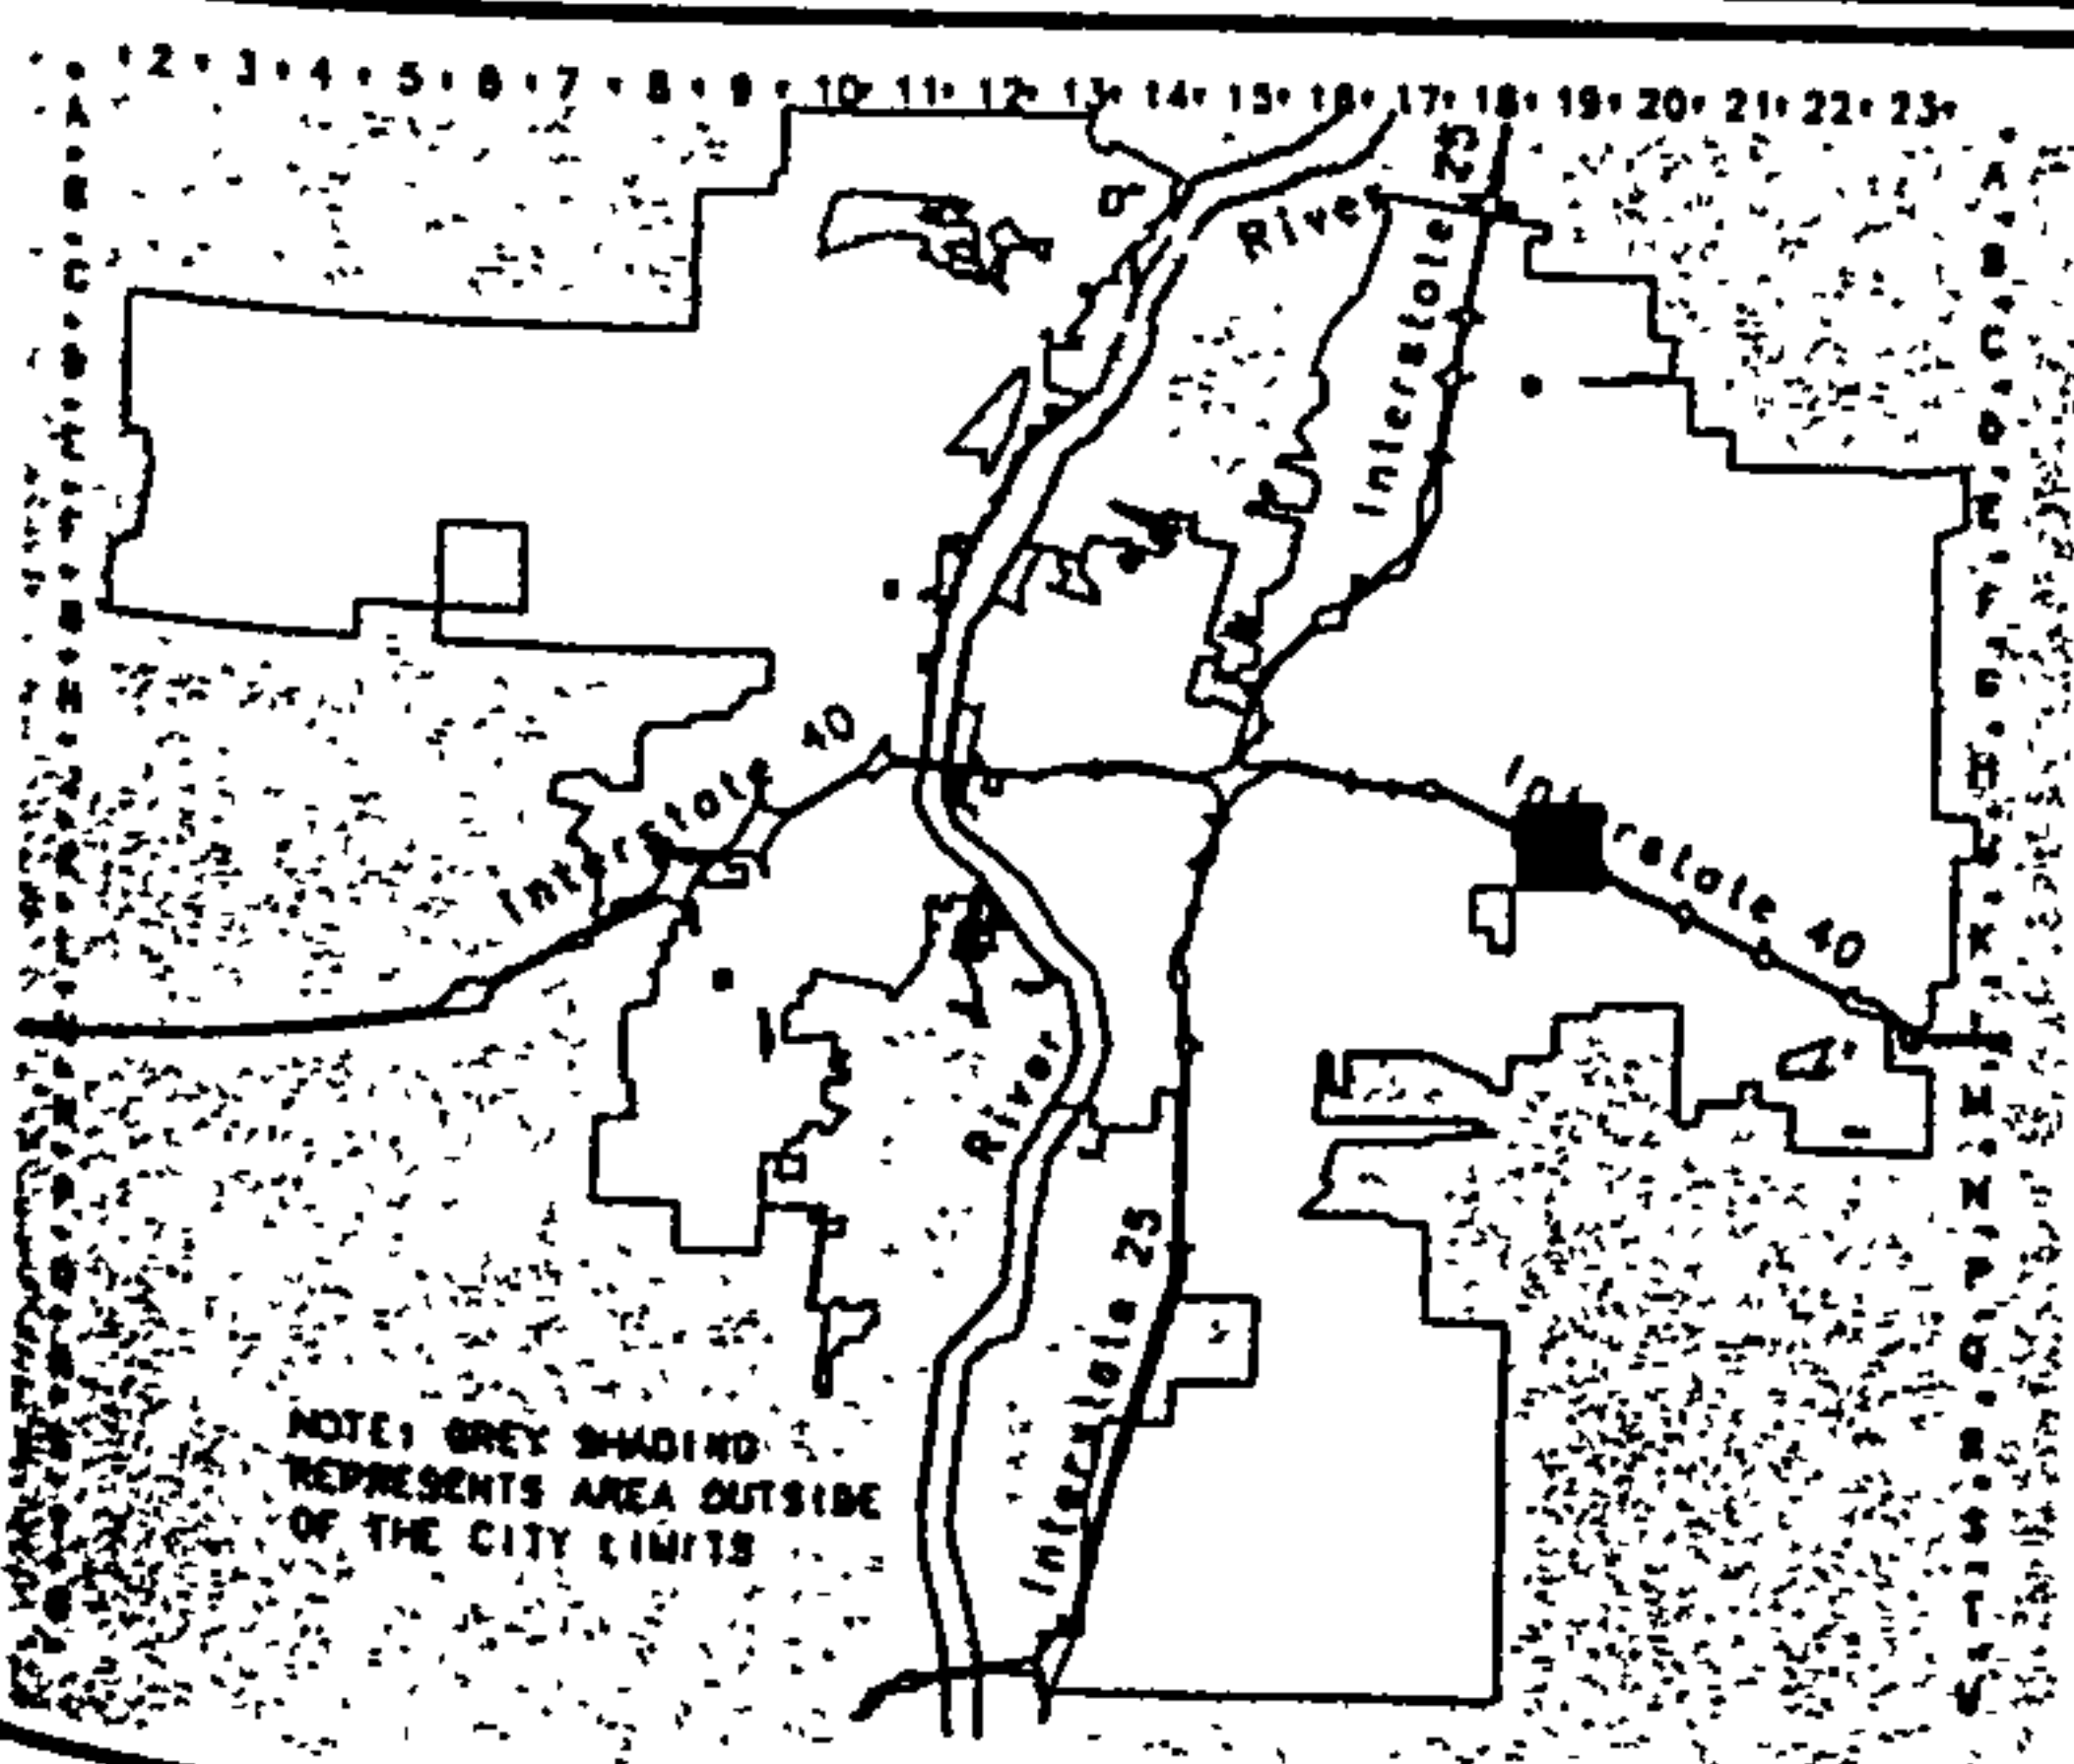 2 3 4 5 6 7 8 9 10 11 12 13 14 15 16 17 18 19 20 21 22 23
A
C
A
B
C
D
E
F
G
H
K
L
M
N
P
Q
R
S
T
River
Interstate 25
40
Interstate
Interstate 40
River
Interstate 25
NOTE: GREY SHADING
REPRESENTS AREA OUTSIDE
OF THE CITY LIMITS